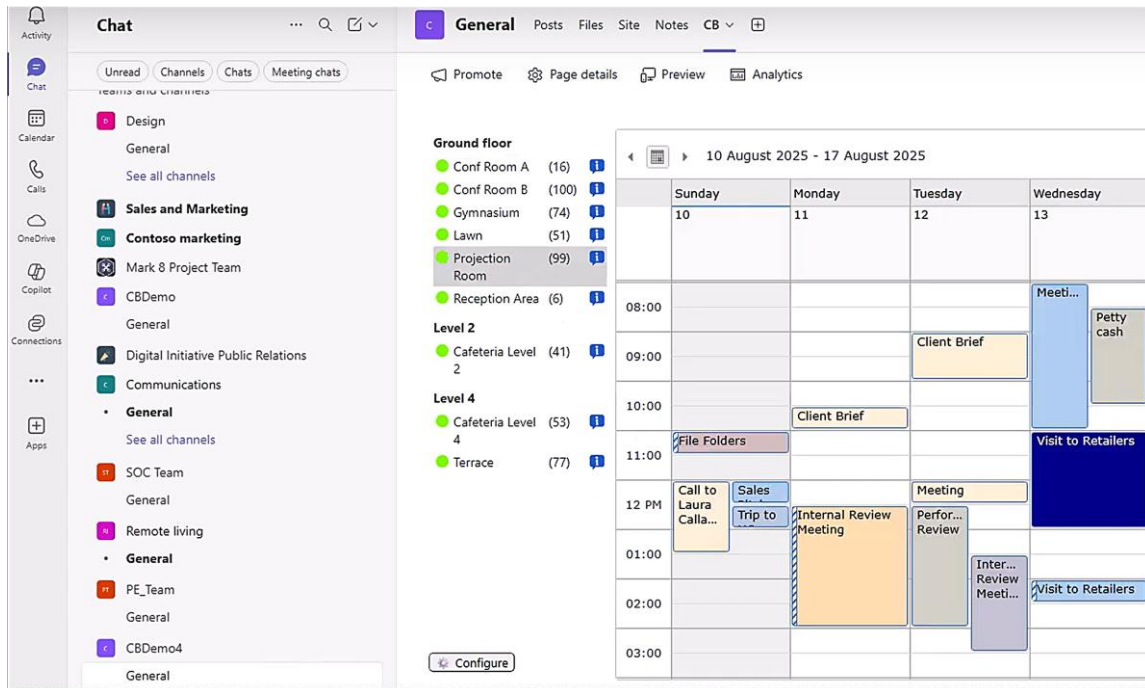 Activity
Chat
Calendar
Calls
OneDrive
Copilot
Connections
Apps
Chat
Unread
Channels
Chats
Meeting chats
Teams and channels
Design
General
See all channels
Sales and Marketing
Contoso marketing
Mark 8 Project Team
CBDemo
General
Digital Initiative Public Relations
Communications
General
See all channels
SOC Team
General
Remote living
General
PE_Team
General
CBDemo4
General
C General Posts Files Site Notes CB
Promote Page details Preview Analytics
Ground floor
Conf Room A (16)
Conf Room B (100)
Gymnasium (74)
Lawn (51)
Projection (99)
Room
Reception Area (6)
Level 2
Cafeteria Level (41)
2
Level 4
Cafeteria Level (53)
4
Terrace (77)
Configure
10 August 2025 - 17 August 2025
Sunday Monday Tuesday Wednesday
10 11 12 13
08:00
09:00
10:00
11:00
12 PM
01:00
02:00
03:00
File Folders
Call to
Laura
Calla...
Sales
Trip to
Client Brief
Internal Review
Meeting
Client Brief
Meeting
Perfor...
Review
Inter...
Review
Meeti...
Meeti...
Petty
cash
Visit to Retailers
Visit to Retailers